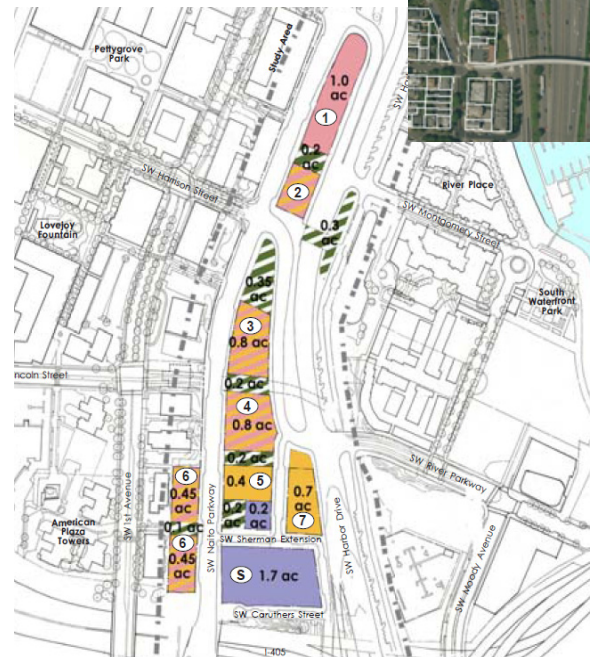 Pettygrove
Park
Study Area
1.0
ac
1
SW Ha
0.2
ac
2
SW Harrison Street
River Place
Lovejoy
Fountain
0.3
ac
SW Montgomery Street
0.35
ac
South
Waterfront
Park
3
0.8 ac
ncoln Street
0.2 ac
4
0.8 ac
0.2 ac
SW River Parkway
6
0.45
ac
0.4
5
0.7
ac
7
SW 1st Avenue
SW Naito Parkway
0.2
ac
0.2
ac
American
Plaza
Towers
0.1 ac
6
0.45
ac
SW Sherman Extension
SW Harbor Drive
SW Moody Avenue
S
1.7 ac
SW Caruthers Street
I-405